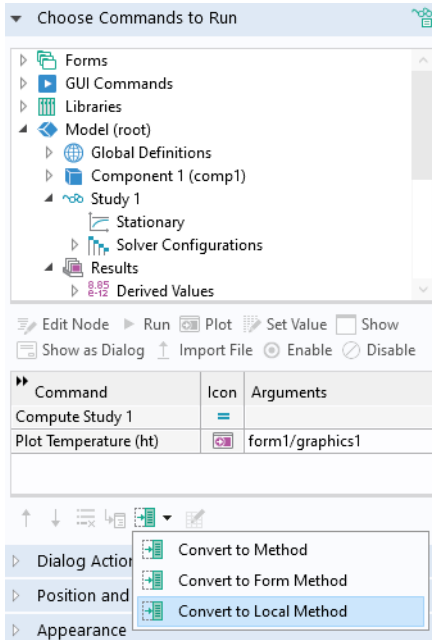 Choose Commands to Run
Forms
GUI Commands
Libraries
Model (root)
Global Definitions
Component 1 (comp1)
Study 1
Stationary
Solver Configurations
Results
8.85
e-12
Derived Values
Edit Node Run Plot Set Value Show
Show as Dialog Import File Enable Disable
Command Icon Arguments
Compute Study 1 =
Plot Temperature (ht) form1/graphics1
Convert to Method
Dialog Action
Convert to Form Method
Position and
Convert to Local Method
Appearance